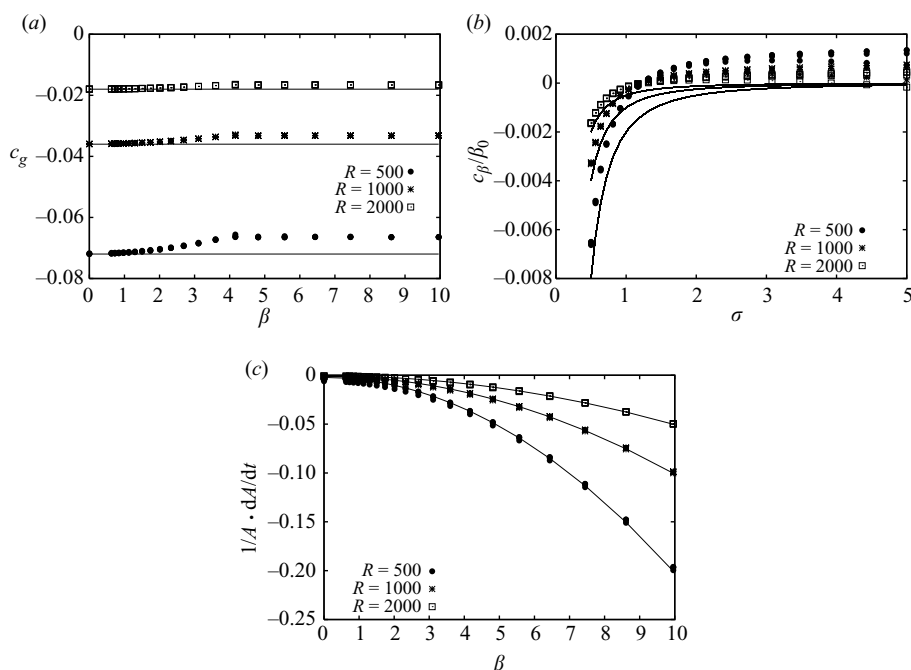 (a)
0
−0.02
−0.04
−0.06
−0.08
c_g
R = 500
R = 1000
R = 2000
0 1 2 3 4 5 6 7 8 9 10
β
(b)
0.002
0
−0.002
−0.004
−0.006
−0.008
c_β/β_0
R = 500
R = 1000
R = 2000
0 1 2 3 4 5
σ
(c)
0
−0.05
−0.10
−0.15
−0.20
−0.25
1/A · dA/dt
R = 500
R = 1000
R = 2000
0 1 2 3 4 5 6 7 8 9 10
β